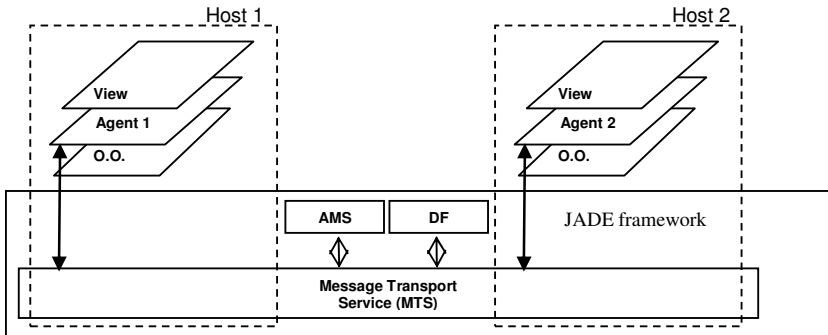 Host 1
Host 2
View
Agent 1
O.O.
View
Agent 2
O.O.
AMS
DF
JADE framework
Message Transport
Service (MTS)